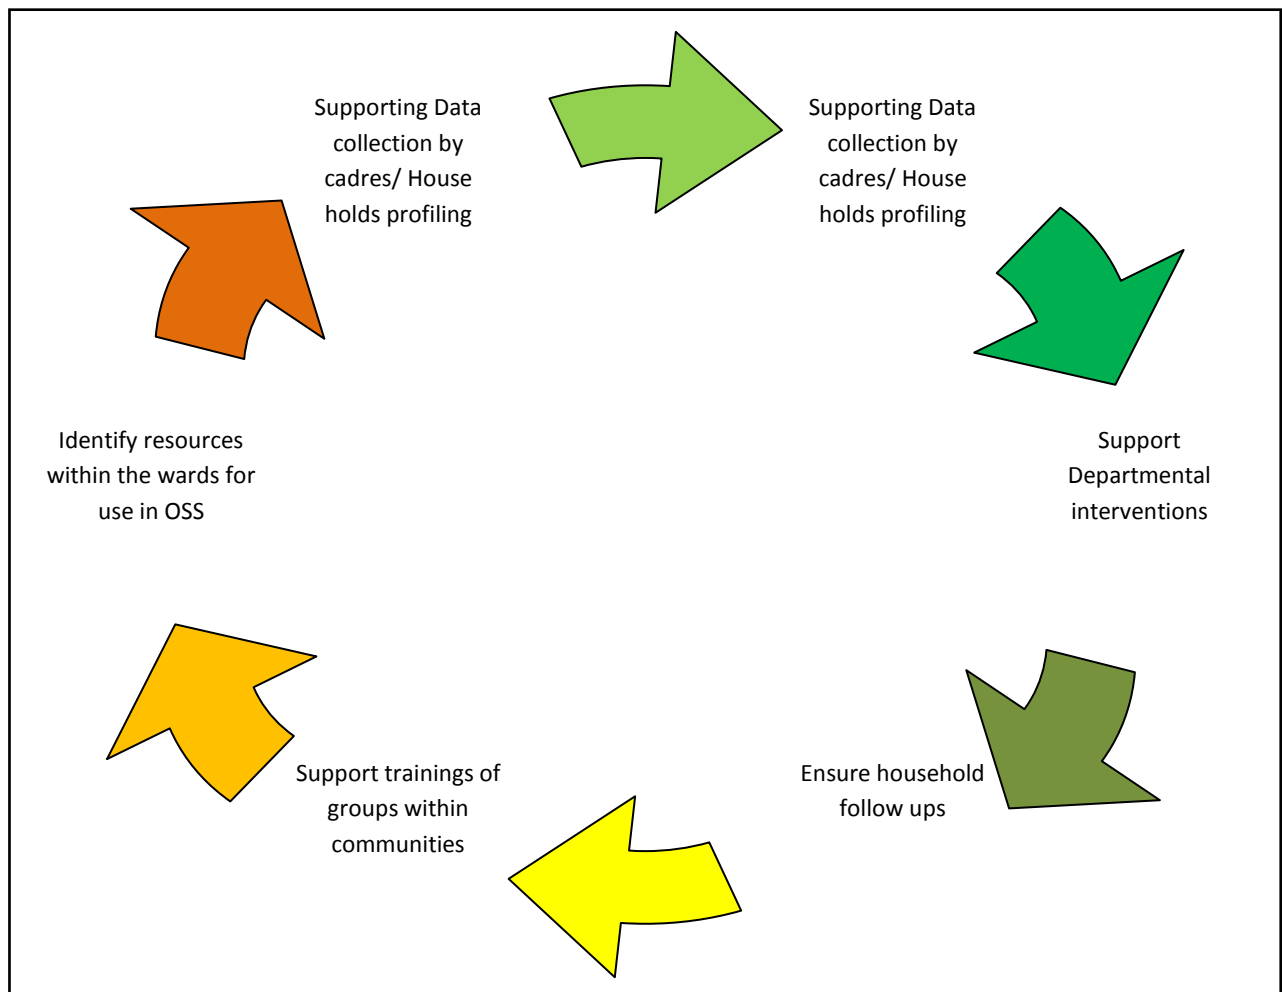 Supporting Data
collection by
cadres/ House
holds profiling
Supporting Data
collection by
cadres/ House
holds profiling
Support
Departmental
interventions
Ensure household
follow ups
Support trainings of
groups within
communities
Identify resources
within the wards for
use in OSS